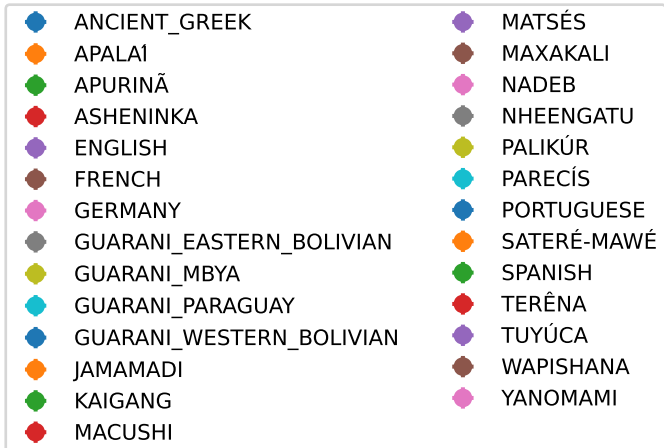 ANCIENT_GREEK
APALAÍ
APURINÃ
ASHENINKA
ENGLISH
FRENCH
GERMANY
GUARANI_EASTERN_BOLIVIAN
GUARANI_MBYA
GUARANI_PARAGUAY
GUARANI_WESTERN_BOLIVIAN
JAMAMADI
KAIGANG
MACUSHI
MATSÉS
MAXAKALI
NADEB
NHEENGATU
PALIKÚR
PARECÍS
PORTUGUESE
SATERÉ-MAWÉ
SPANISH
TERÊNA
TUYÚCA
WAPISHANA
YANOMAMI